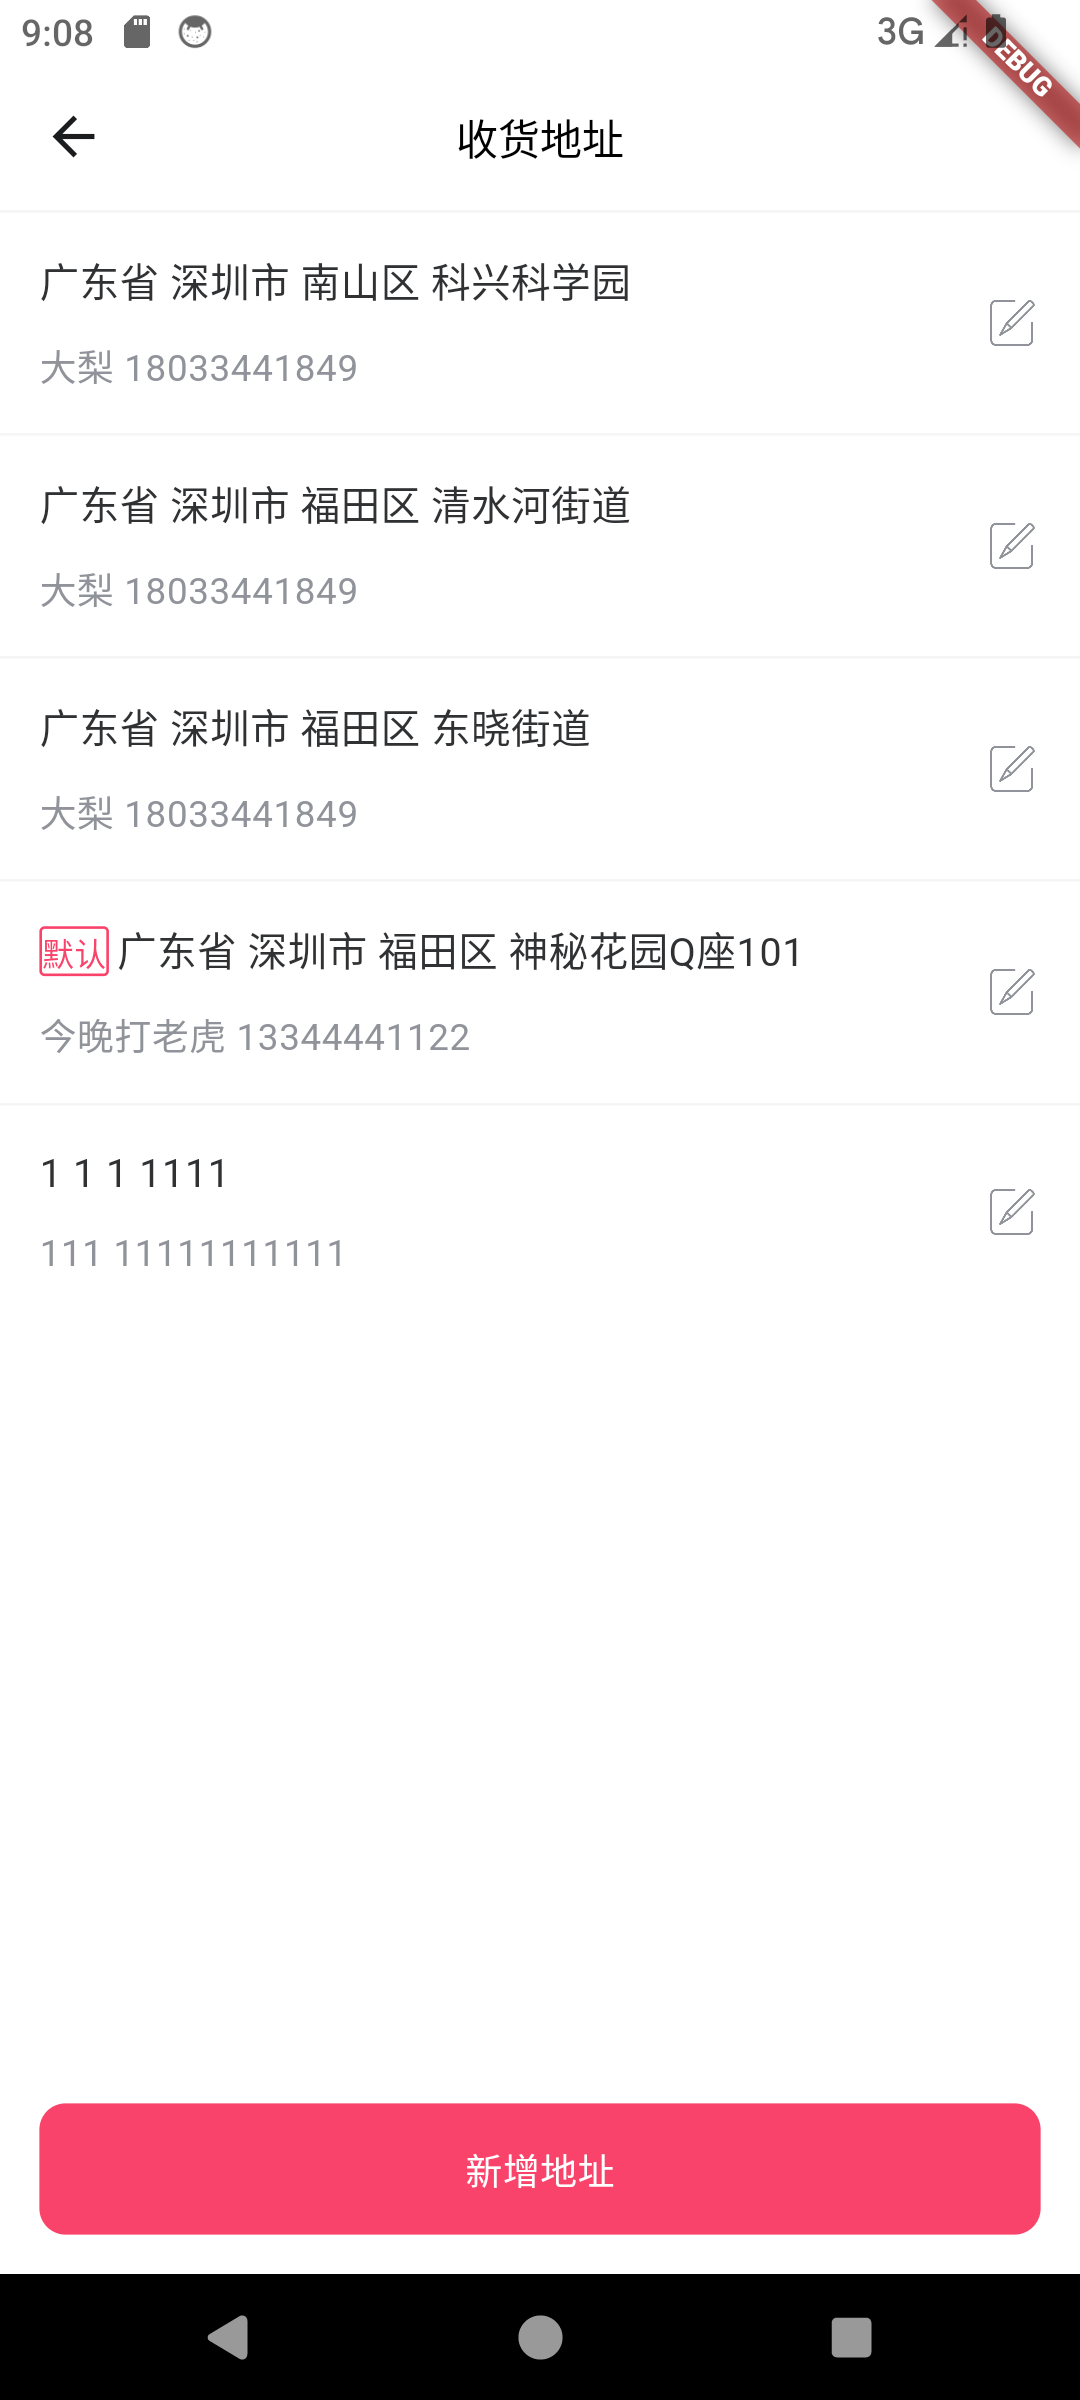 9:08
3G
DEBUG
收货地址
广东省 深圳市 南山区 科兴科学园
大梨 18033441849
广东省 深圳市 福田区 清水河街道
大梨 18033441849
广东省 深圳市 福田区 东晓街道
大梨 18033441849
默认 广东省 深圳市 福田区 神秘花园Q座101
今晚打老虎 13344441122
1 1 1 1111
111 11111111111
新增地址